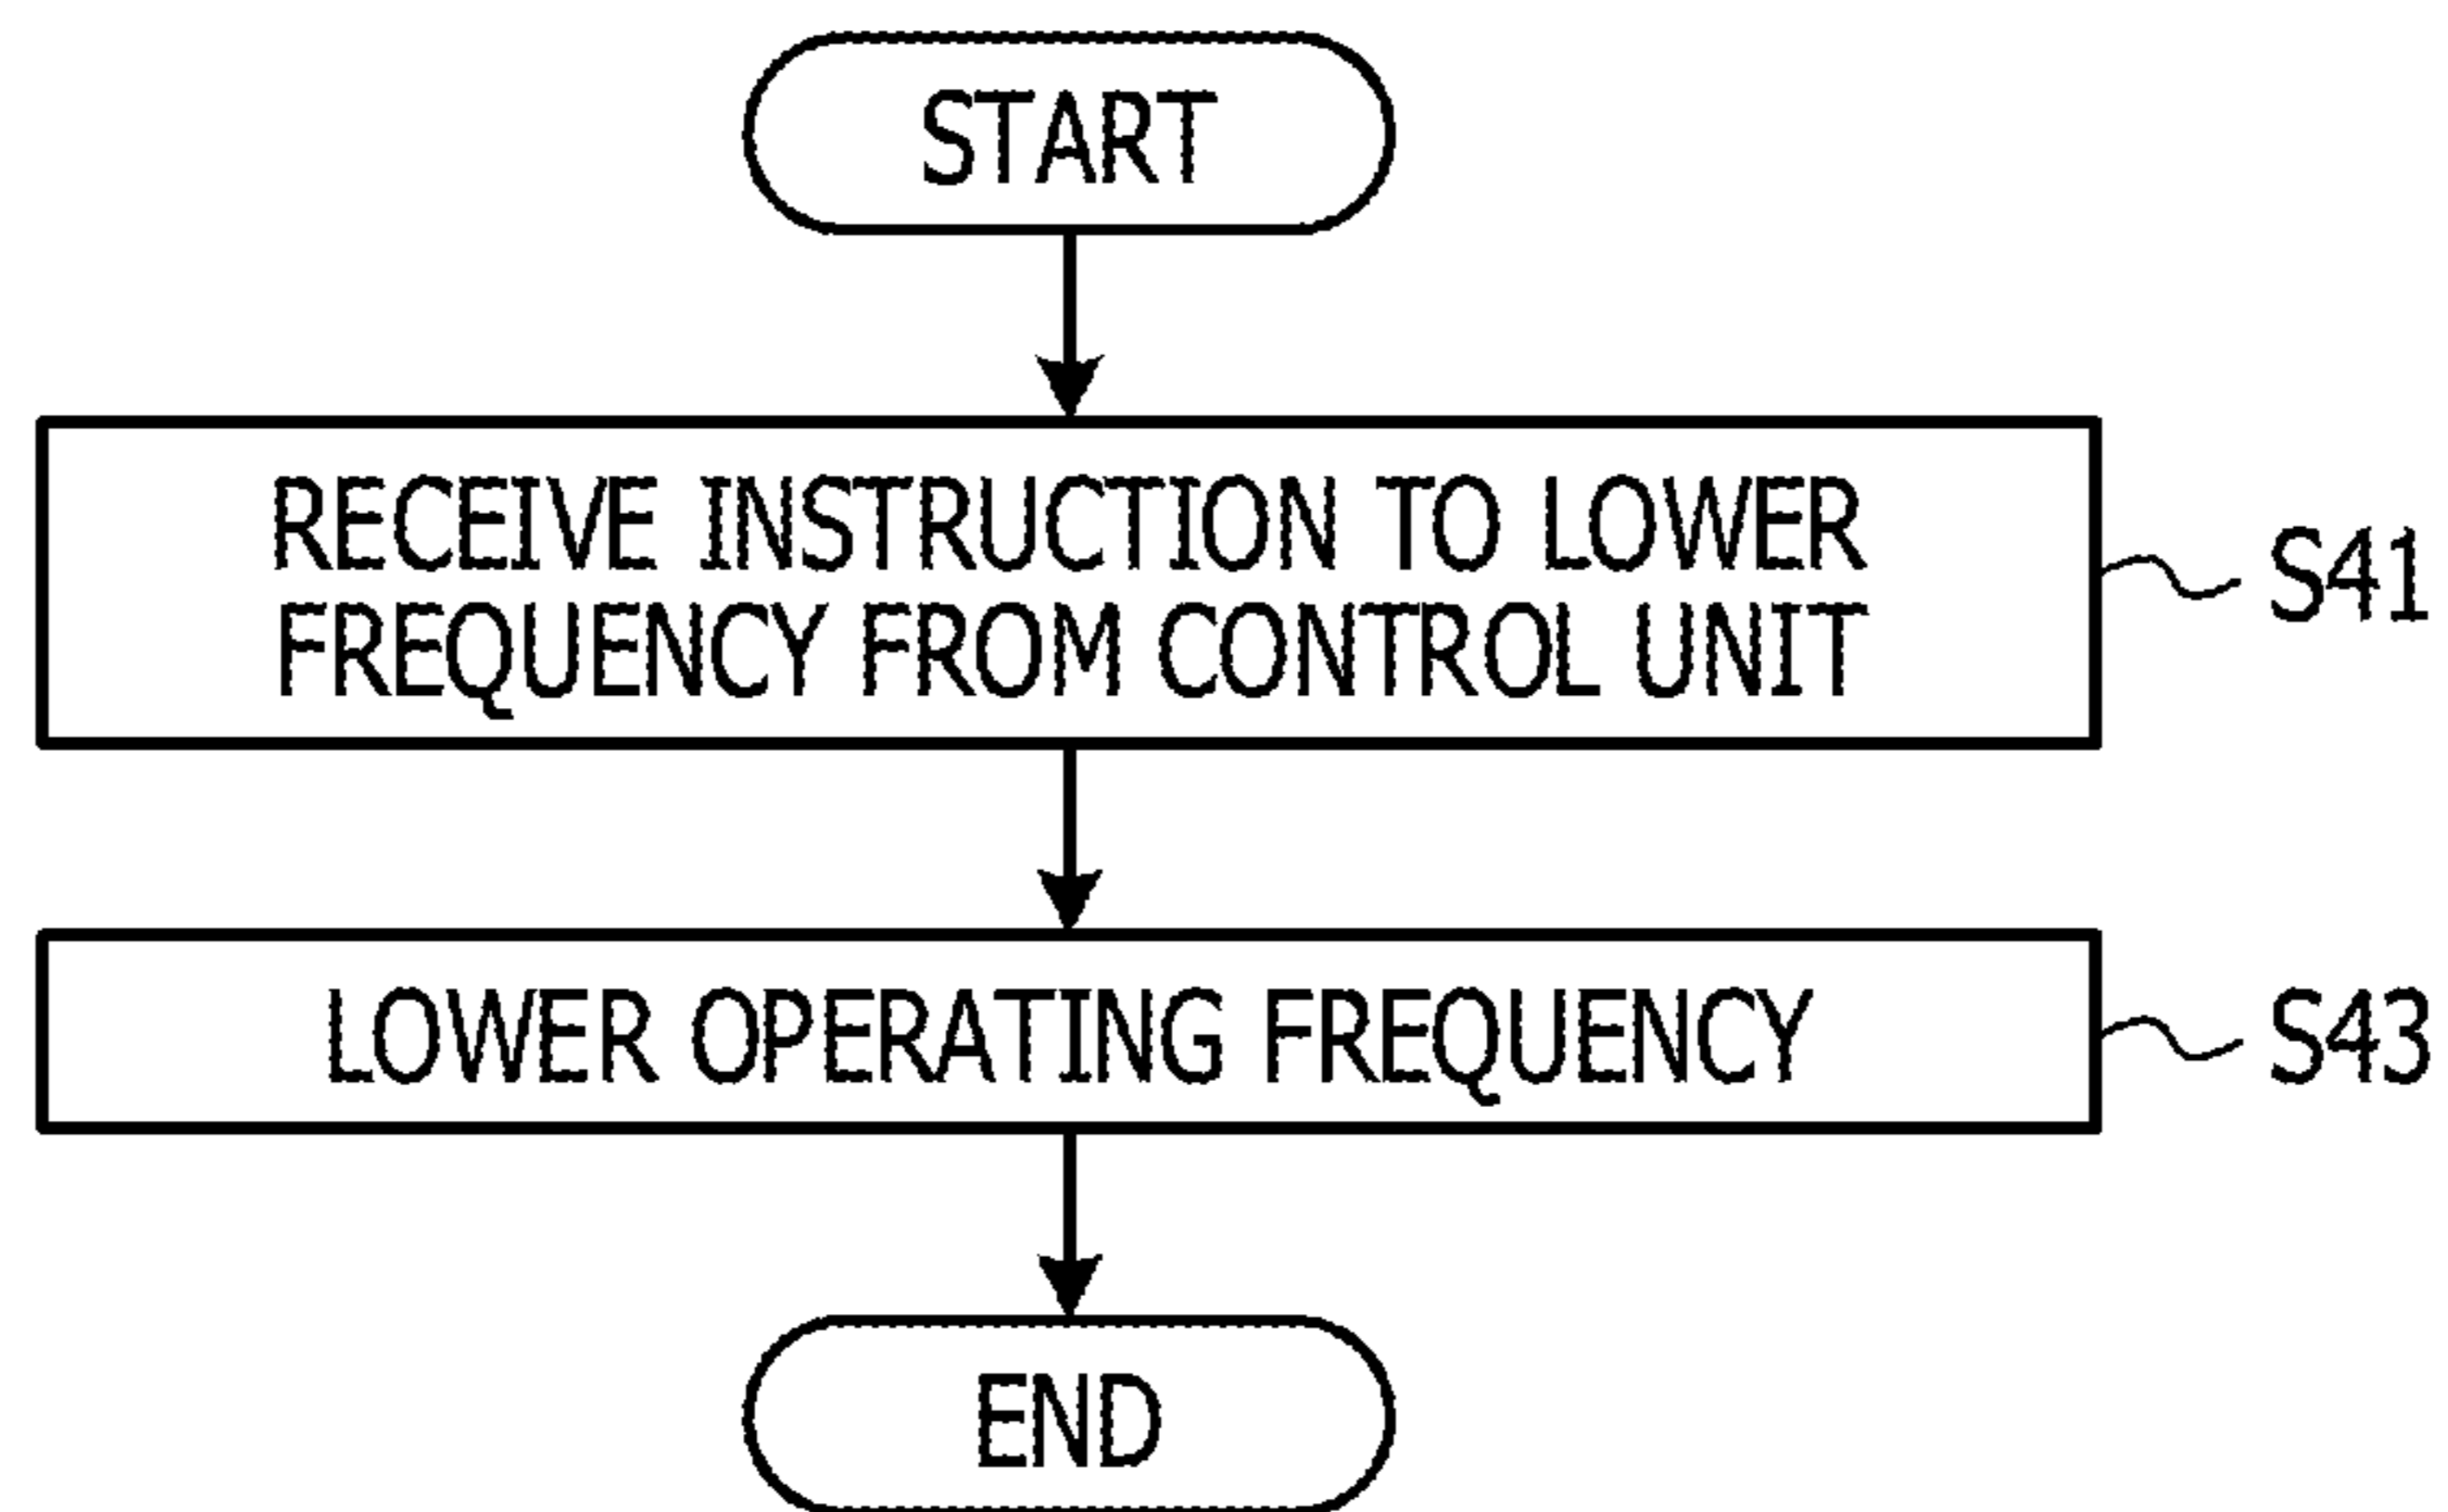 START
RECEIVE INSTRUCTION TO LOWER
FREQUENCY FROM CONTROL UNIT
S41
LOWER OPERATING FREQUENCY
S43
END